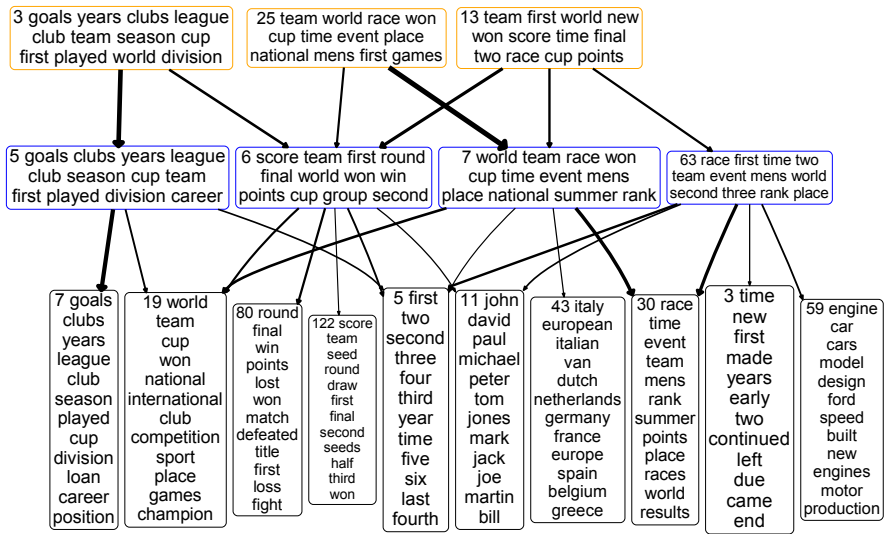 3 goals years clubs league
club team season cup
first played world division
25 team world race won
cup time event place
national mens first games
13 team first world new
won score time final
two race cup points
5 goals clubs years league
club season cup team
first played division career
6 score team first round
final world won win
points cup group second
7 world team race won
cup time event mens
place national summer rank
63 race first time two
team event mens world
second three rank place
7 goals
clubs
years
league
club
season
played
cup
division
loan
career
position
19 world
team
cup
won
national
international
club
competition
sport
place
games
champion
80 round
final
win
points
lost
won
match
defeated
title
first
loss
fight
122 score
team
seed
round
draw
first
final
second
seeds
half
third
won
5 first
two
second
three
four
third
year
time
five
six
last
fourth
11 john
david
paul
michael
peter
tom
jones
mark
jack
joe
martin
bill
43 italy
european
italian
van
dutch
netherlands
germany
france
europe
spain
belgium
greece
30 race
time
event
team
mens
rank
summer
points
place
races
world
results
3 time
new
first
made
years
early
two
continued
left
due
came
end
59 engine
car
cars
model
design
ford
speed
built
new
engines
motor
production